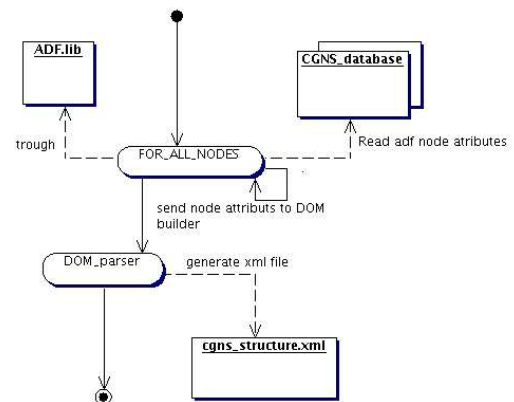 ADF.lib
CGNS_database
trough
FOR_ALL_NODES
Read adf node atributes
send node attributs to DOM
builder
DOM_parser
generate xml file
cgns_structure.xml